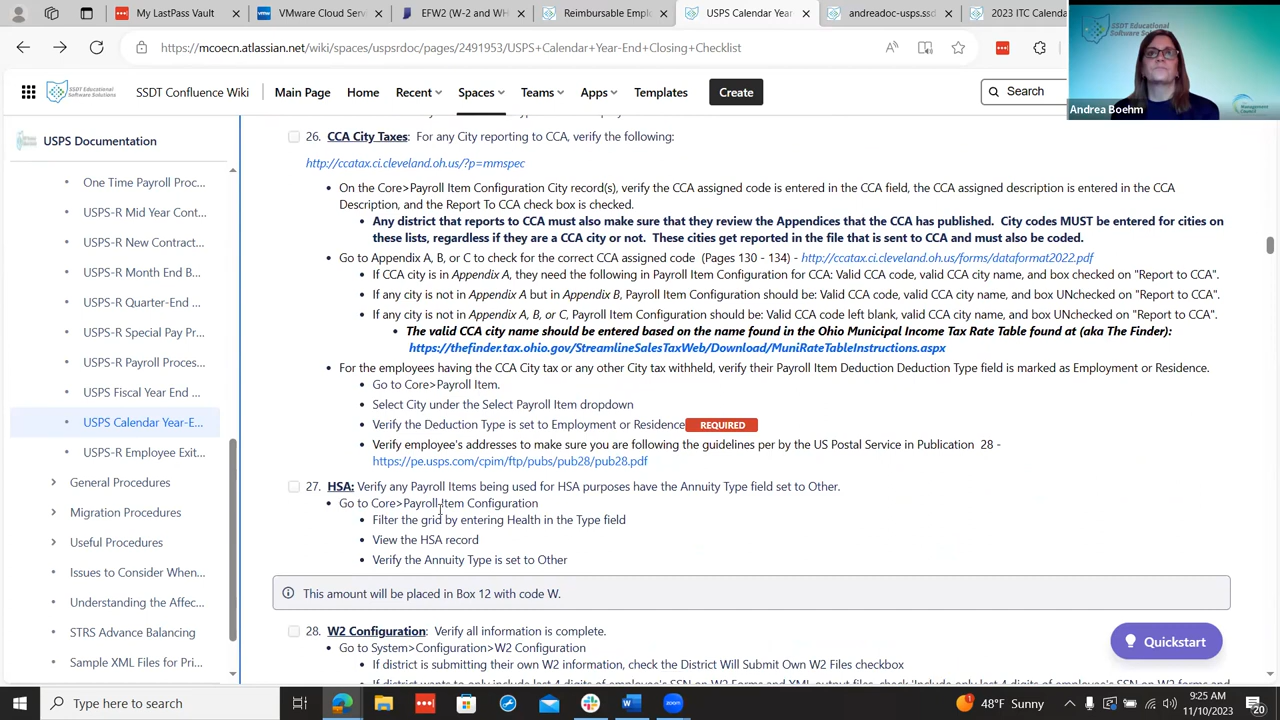 My LastPass Vault
VMware Cloud Servi
EFW2 (W-2 and WH
Reimbursable Emplo
USPS Calendar Year
andreadoc-usps.ssd
2023 ITC Calenda
https://mcoecn.atlassian.net/wiki/spaces/uspsrdoc/pages/2491953/USPS+Calendar+Year-End+Closing+Checklist
Andrea Boehm
SSDT Educational Software Solutions
SSDT Confluence Wiki Main Page Home Recent Spaces Teams Apps Templates Create Search
USPS Documentation
One Time Payroll Proc...
USPS-R Mid Year Cont...
USPS-R New Contract...
USPS-R Month End B...
USPS-R Quarter-End ...
USPS-R Special Pay Pr...
USPS-R Payroll Proces...
USPS Fiscal Year End ...
USPS Calendar Year-E...
USPS-R Employee Exit...
General Procedures
Migration Procedures
Useful Procedures
Issues to Consider When...
Understanding the Affec...
STRS Advance Balancing
Sample XML Files for Pri...
26. CCA City Taxes: For any City reporting to CCA, verify the following:
http://ccatax.ci.cleveland.oh.us/?p=mmspec
On the Core>Payroll Item Configuration City record(s), verify the CCA assigned code is entered in the CCA field, the CCA assigned description is entered in the CCA
Description, and the Report To CCA check box is checked.
Any district that reports to CCA must also make sure that they review the Appendices that the CCA has published. City codes MUST be entered for cities on
these lists, regardless if they are a CCA city or not. These cities get reported in the file that is sent to CCA and must also be coded.
Go to Appendix A, B, or C to check for the correct CCA assigned code (Pages 130 - 134) - http://ccatax.ci.cleveland.oh.us/forms/dataformat2022.pdf
If CCA city is in Appendix A, they need the following in Payroll Item Configuration for CCA: Valid CCA code, valid CCA city name, and box checked on "Report to CCA".
If any city is not in Appendix A but in Appendix B, Payroll Item Configuration should be: Valid CCA code, valid CCA city name, and box UNchecked on "Report to CCA".
If any city is not in Appendix A, B, or C, Payroll Item Configuration should be: Valid CCA code left blank, valid CCA city name, and box UNchecked on "Report to CCA".
The valid CCA city name should be entered based on the name found in the Ohio Municipal Income Tax Rate Table found at (aka The Finder):
https://thefinder.tax.ohio.gov/StreamlineSalesTaxWeb/Download/MuniRateTableInstructions.aspx
For the employees having the CCA City tax or any other City tax withheld, verify their Payroll Item Deduction Deduction Type field is marked as Employment or Residence.
Go to Core>Payroll Item.
Select City under the Select Payroll Item dropdown
Verify the Deduction Type is set to Employment or Residence REQUIRED
Verify employee's addresses to make sure you are following the guidelines per by the US Postal Service in Publication 28 -
https://pe.usps.com/cpim/ftp/pubs/pub28/pub28.pdf
27. HSA: Verify any Payroll Items being used for HSA purposes have the Annuity Type field set to Other.
Go to Core>Payroll Item Configuration
Filter the grid by entering Health in the Type field
View the HSA record
Verify the Annuity Type is set to Other
This amount will be placed in Box 12 with code W.
28. W2 Configuration: Verify all information is complete.
Go to System>Configuration>W2 Configuration
If district is submitting their own W2 information, check the District Will Submit Own W2 Files checkbox
Quickstart
Type here to search
48°F Sunny
9:25 AM
11/10/2023
20